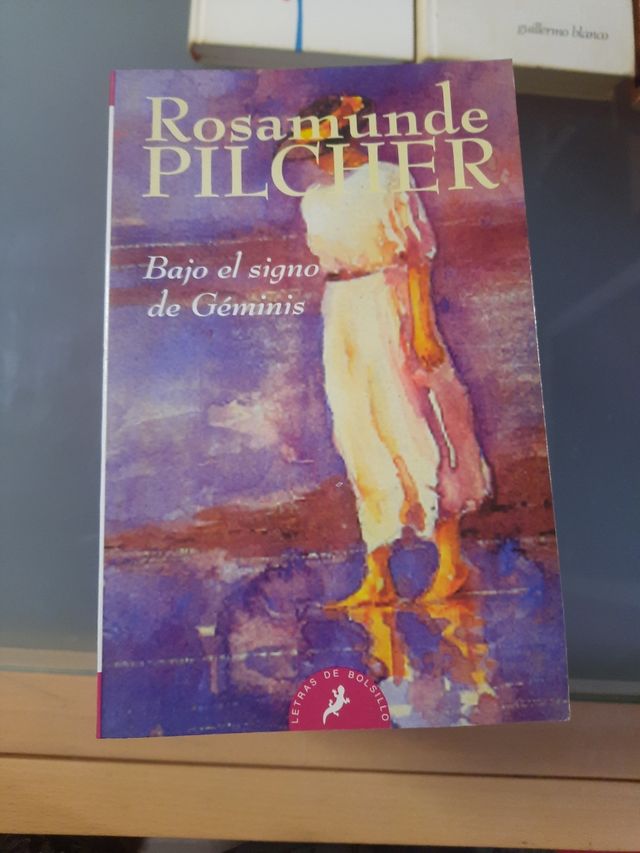 guillermo blanco
Rosamunde
PILCHER
Bajo el signo
de Géminis
LETRAS DE BOLSILLO